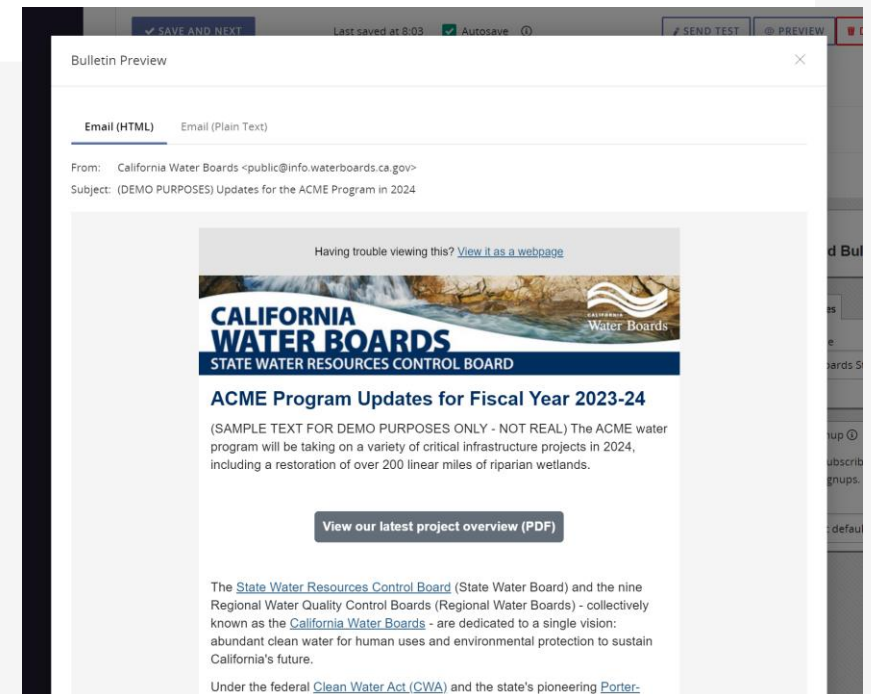 SAVE AND NEXT Last saved at 8:03 Autosave SEND TEST PREVIEW
Bulletin Preview
Email (HTML) Email (Plain Text)
From: California Water Boards <public@info.waterboards.ca.gov>
Subject: (DEMO PURPOSES) Updates for the ACME Program in 2024
Having trouble viewing this? View it as a webpage
CALIFORNIA
WATER BOARDS
STATE WATER RESOURCES CONTROL BOARD
CALIFORNIA
Water Boards
ACME Program Updates for Fiscal Year 2023-24
(SAMPLE TEXT FOR DEMO PURPOSES ONLY - NOT REAL) The ACME water
program will be taking on a variety of critical infrastructure projects in 2024,
including a restoration of over 200 linear miles of riparian wetlands.
View our latest project overview (PDF)
The State Water Resources Control Board (State Water Board) and the nine
Regional Water Quality Control Boards (Regional Water Boards) - collectively
known as the California Water Boards - are dedicated to a single vision:
abundant clean water for human uses and environmental protection to sustain
California's future.
Under the federal Clean Water Act (CWA) and the state's pioneering Porter-